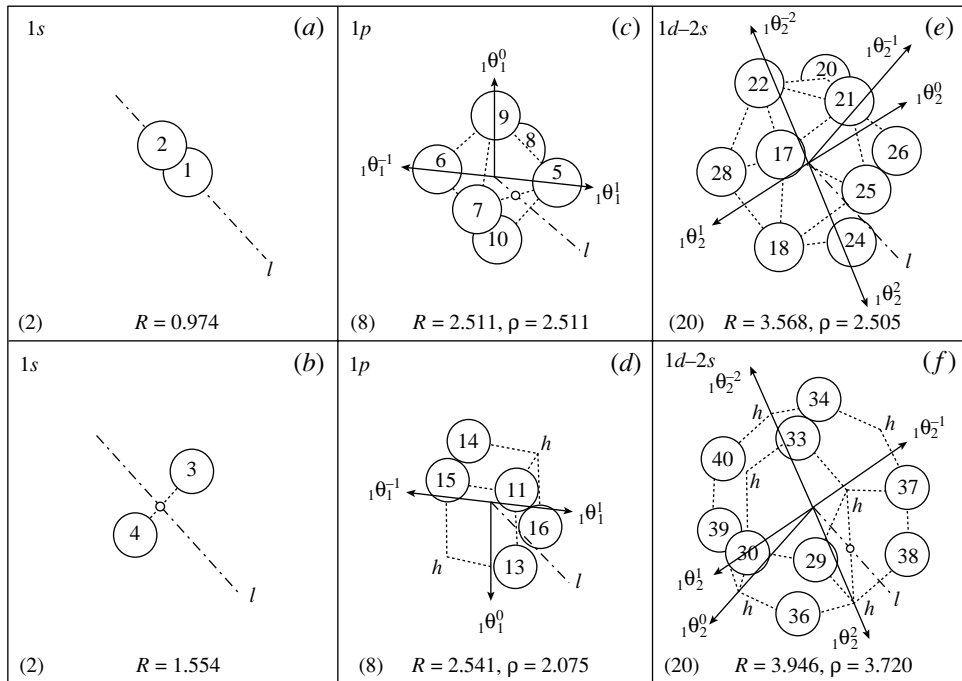 1s (a)
2
1
l
(2) R = 0.974
1p (c)
₁θ₁⁰
9
8
6
5
₁θ₁⁻¹
₁θ₁¹
7
10
l
(8) R = 2.511, ρ = 2.511
1d–2s (e)
₁θ₂⁻²
₁θ₂⁻¹
20
22
21
₁θ₂⁰
17
26
28
25
₁θ₂¹
18
24
l
₁θ₂²
(20) R = 3.568, ρ = 2.505
1s (b)
3
4
l
(2) R = 1.554
1p (d)
14
h
15
11
₁θ₁⁻¹
₁θ₁¹
16
h
13
l
₁θ₁⁰
(8) R = 2.541, ρ = 2.075
1d–2s (f)
₁θ₂⁻²
34
h
h
₁θ₂⁻¹
33
40
h
37
h
39
30
29
38
₁θ₂¹
h
h
l
₁θ₂⁰
36
₁θ₂²
(20) R = 3.946, ρ = 3.720